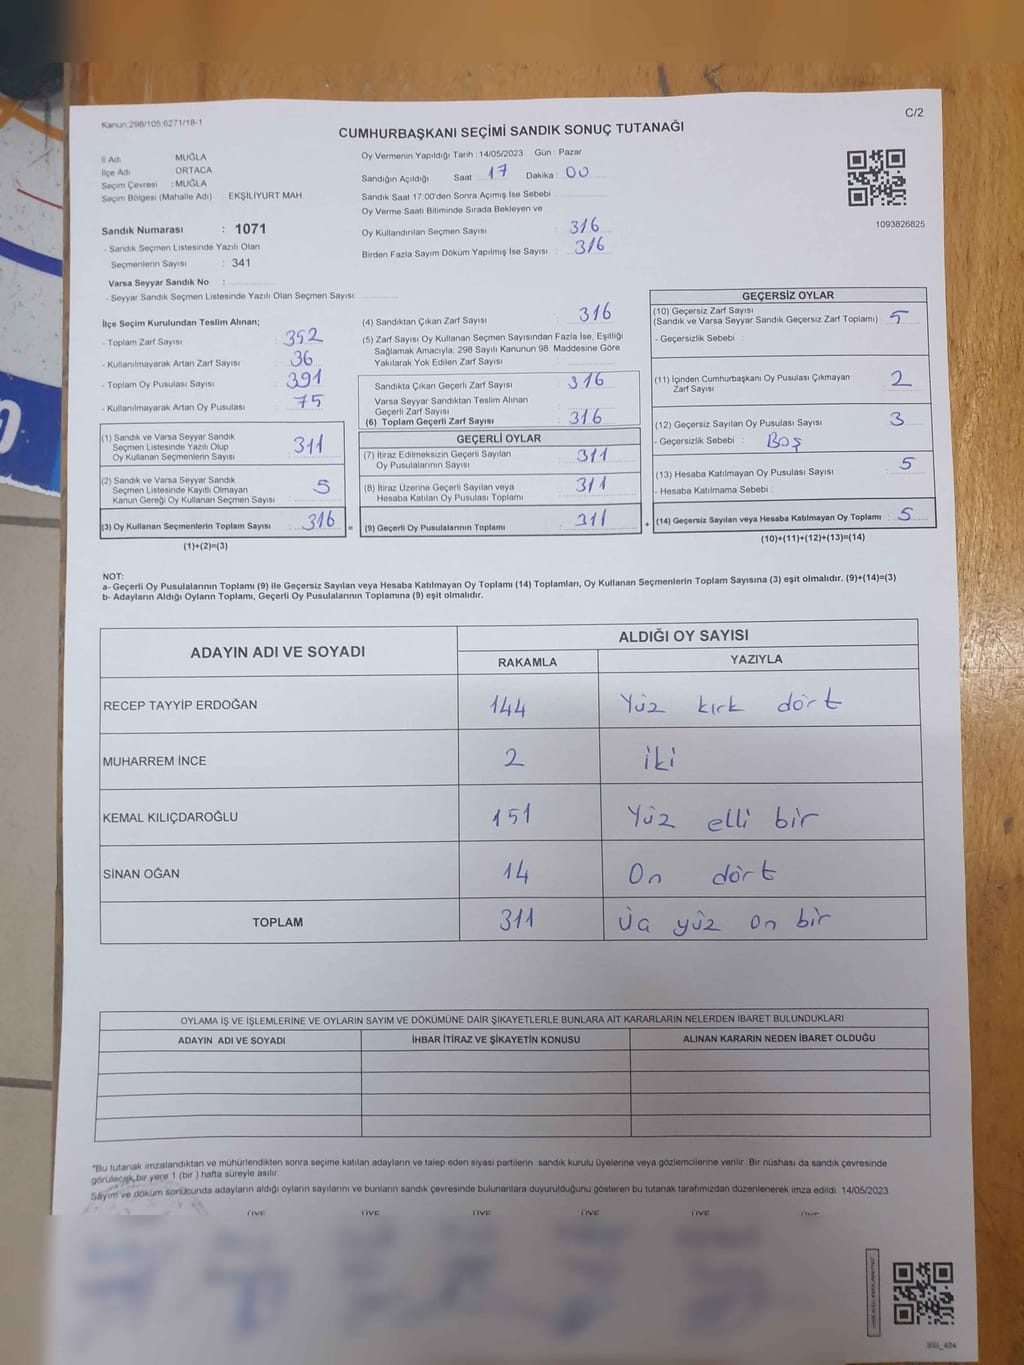 Kanun:298/105,6271/18-1
C/2
CUMHURBAŞKANI SEÇİMİ SANDIK SONUÇ TUTANAĞI
İl Adı MUĞLA
İlçe Adı ORTACA
Seçim Çevresi : MUĞLA
Seçim Bölgesi (Mahalle Adı) EKŞİLİYURT MAH.
Sandık Numarası : 1071
- Sandık Seçmen Listesinde Yazılı Olan
Seçmenlerin Sayısı : 341
Varsa Seyyar Sandık No :
- Seyyar Sandık Seçmen Listesinde Yazılı Olan Seçmen Sayısı:
Oy Vermenin Yapıldığı Tarih : 14/05/2023 Gün : Pazar
Sandığın Açıldığı Saat 17 Dakika 00
Sandık Saat 17:00'den Sonra Açımış İse Sebebi :
Oy Verme Saati Bitiminde Sırada Bekleyen ve
Oy Kullandırılan Seçmen Sayısı : 316
Birden Fazla Sayım Döküm Yapılmış İse Sayısı : 316
1093826825
İlçe Seçim Kurulundan Teslim Alınan;
- Toplam Zarf Sayısı : 352
- Kullanılmayarak Artan Zarf Sayısı : 36
- Toplam Oy Pusulası Sayısı : 391
- Kullanılmayarak Artan Oy Pusulası : 75
(1) Sandık ve Varsa Seyyar Sandık
Seçmen Listesinde Yazılı Olup
Oy Kullanan Seçmenlerin Sayısı : 311
(2) Sandık ve Varsa Seyyar Sandık
Seçmen Listesinde Kayıtlı Olmayan
Kanun Gereği Oy Kullanan Seçmen Sayısı : 5
(3) Oy Kullanan Seçmenlerin Toplam Sayısı : 316
(1)+(2)=(3)
(4) Sandıktan Çıkan Zarf Sayısı : 316
(5) Zarf Sayısı Oy Kullanan Seçmen Sayısından Fazla İse, Eşitliği
Sağlamak Amacıyla; 298 Sayılı Kanunun 98. Maddesine Göre
Yakılarak Yok Edilen Zarf Sayısı :
Sandıkta Çıkan Geçerli Zarf Sayısı : 316
Varsa Seyyar Sandıktan Teslim Alınan
Geçerli Zarf Sayısı :
(6) Toplam Geçerli Zarf Sayısı : 316
GEÇERLİ OYLAR
(7) İtiraz Edilmeksizin Geçerli Sayılan
Oy Pusulalarının Sayısı : 311
(8) İtiraz Üzerine Geçerli Sayılan veya
Hesaba Katılan Oy Pusulası Toplamı : 311
= (9) Geçerli Oy Pusulalarının Toplamı : 311
GEÇERSİZ OYLAR
(10) Geçersiz Zarf Sayısı
(Sandık ve Varsa Seyyar Sandık Geçersiz Zarf Toplamı) : 5
- Geçersizlik Sebebi :
(11) İçinden Cumhurbaşkanı Oy Pusulası Çıkmayan
Zarf Sayısı : 2
(12) Geçersiz Sayılan Oy Pusulası Sayısı : 3
- Geçersizlik Sebebi : Boş
(13) Hesaba Katılmayan Oy Pusulası Sayısı : 5
- Hesaba Katılmama Sebebi :
+ (14) Geçersiz Sayılan veya Hesaba Katılmayan Oy Toplamı : 5
(10)+(11)+(12)+(13)=(14)
NOT:
a- Geçerli Oy Pusulalarının Toplamı (9) ile Geçersiz Sayılan veya Hesaba Katılmayan Oy Toplamı (14) Toplamları, Oy Kullanan Seçmenlerin Toplam Sayısına (3) eşit olmalıdır. (9)+(14)=(3)
b- Adayların Aldığı Oyların Toplamı, Geçerli Oy Pusulalarının Toplamına (9) eşit olmalıdır.
ADAYIN ADI VE SOYADI ALDIĞI OY SAYISI
RAKAMLA YAZIYLA
RECEP TAYYİP ERDOĞAN 144 Yüz kırk dört
MUHARREM İNCE 2 iki
KEMAL KILIÇDAROĞLU 151 Yüz elli bir
SİNAN OĞAN 14 On dört
TOPLAM 311 üç yüz on bir
OYLAMA İŞ VE İŞLEMLERİNE VE OYLARIN SAYIM VE DÖKÜMÜNE DAİR ŞİKAYETLERLE BUNLARA AİT KARARLARIN NELERDEN İBARET BULUNDUKLARI
ADAYIN ADI VE SOYADI İHBAR İTİRAZ VE ŞİKAYETİN KONUSU ALINAN KARARIN NEDEN İBARET OLDUĞU
"Bu tutanak imzalandıktan ve mühürlendikten sonra seçime katılan adayların ve talep eden siyasi partilerin sandık kurulu üyelerine veya gözlemcilerine verilir. Bir nüshası da sandık çevresinde
görülecek bir yere 1 (bir ) hafta süreyle asılır.
Sayım ve döküm sonucunda adayların aldığı oyların sayılarını ve bunların sandık çevresinde bulunanlara duyurulduğunu gösteren bu tutanak tarafımızdan düzenlenerek imza edildi. 14/05/2023
ÜYE ÜYE ÜYE ÜYE ÜYE ÜYE